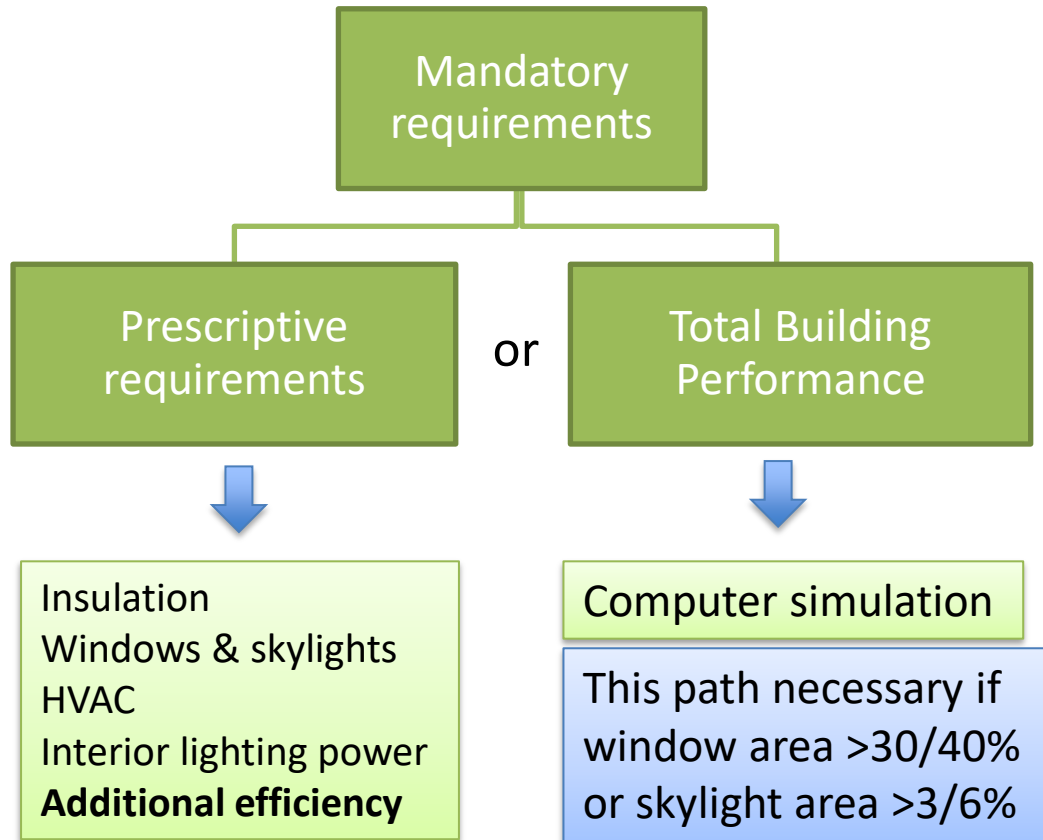 Mandatory
requirements
Prescriptive
requirements
or
Total Building
Performance
Insulation
Windows & skylights
HVAC
Interior lighting power
Additional efficiency
Computer simulation
This path necessary if
window area >30/40%
or skylight area >3/6%